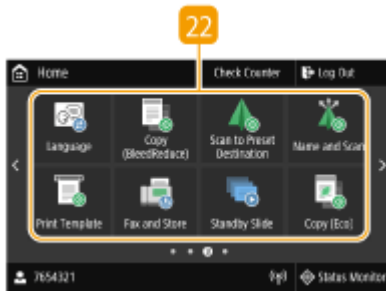 22
Home
Check Counter
Log Out
Language
Copy
(BleedReduce)
Scan to Preset
Destination
Name and Scan
Print Template
Fax and Store
Standby Slide
Copy (Eco)
7654321
Status Monitor